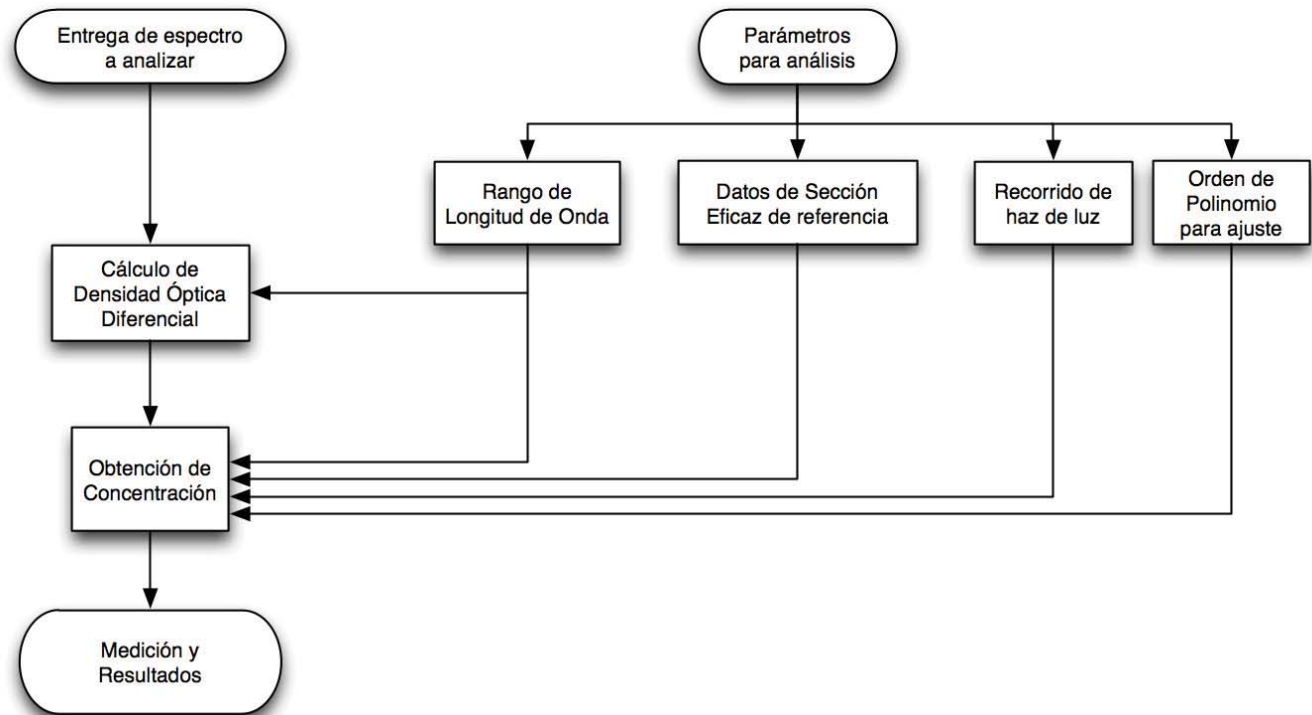 Entrega de espectro
a analizar
Parámetros
para análisis
Rango de
Longitud de Onda
Datos de Sección
Eficaz de referencia
Recorrido de
haz de luz
Orden de
Polinomio
para ajuste
Cálculo de
Densidad Óptica
Diferencial
Obtención de
Concentración
Medición y
Resultados